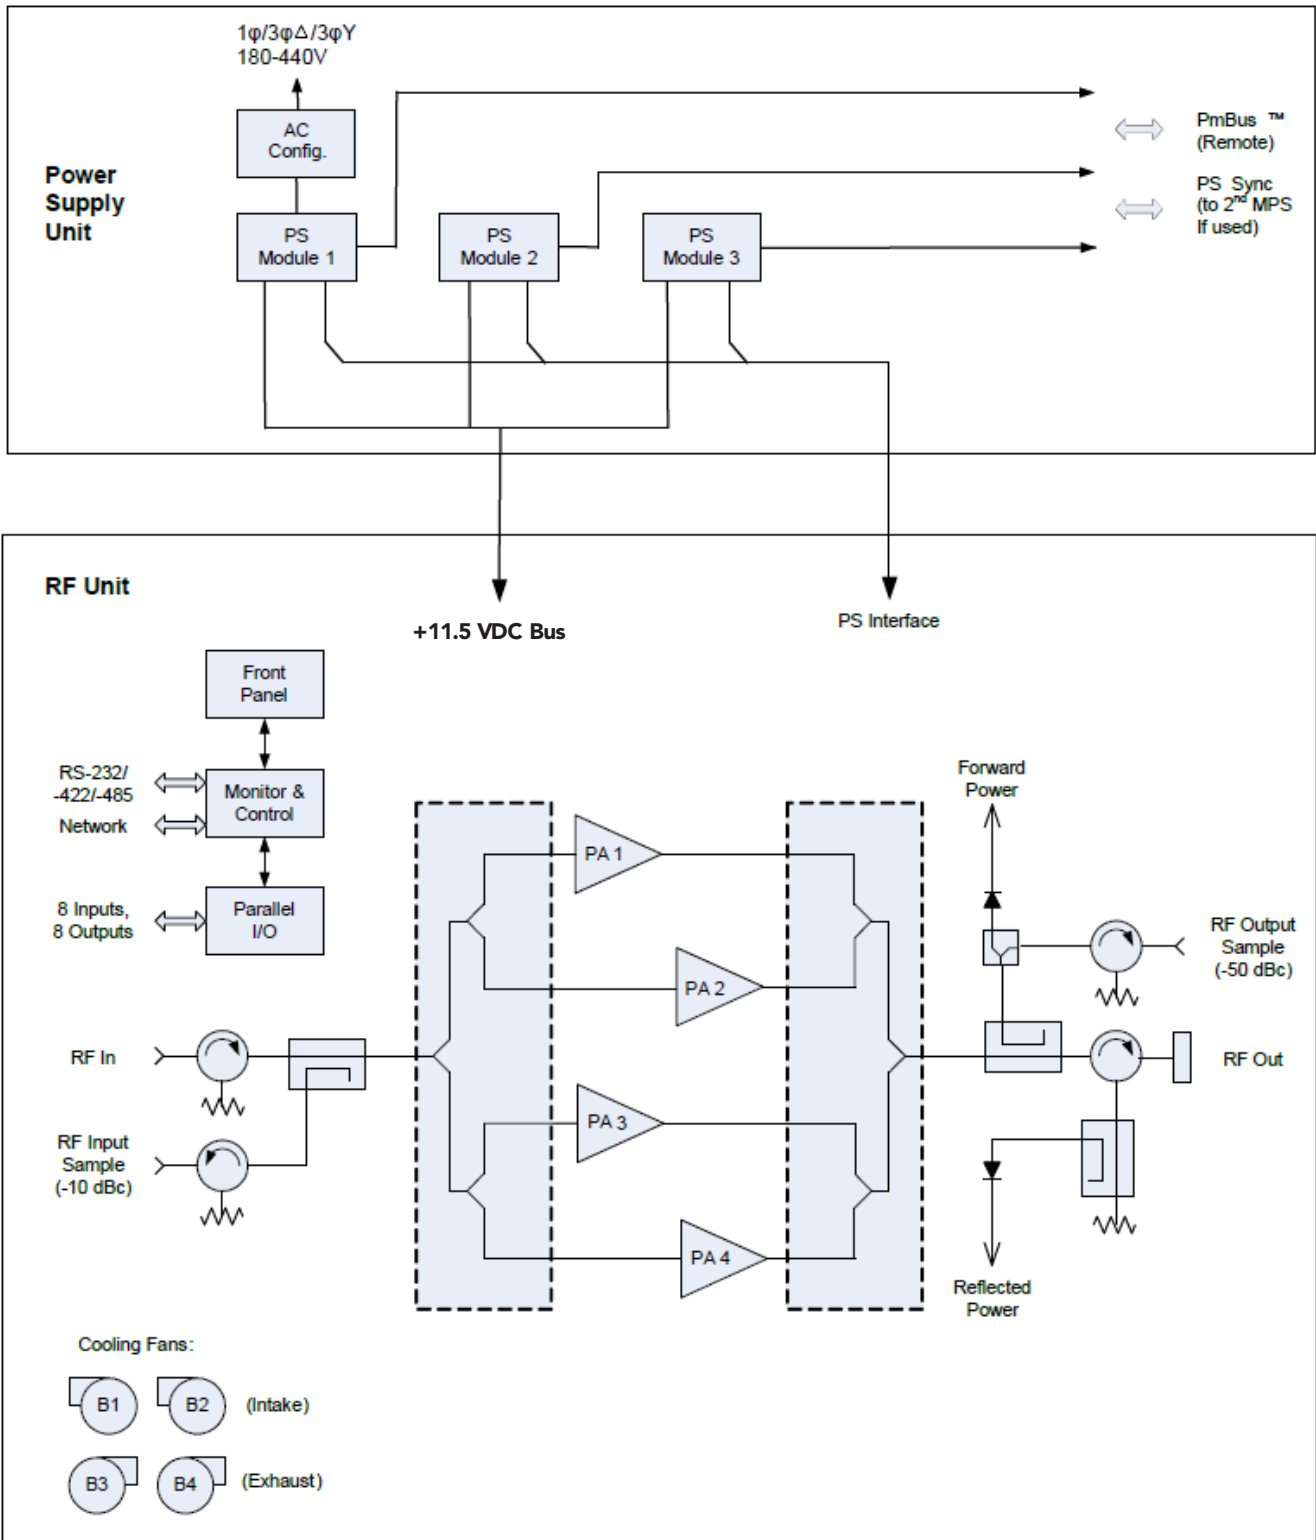 1φ/3φΔ/3φY
180-440V
AC
Config.
Power
Supply
Unit
PS
Module 1
PS
Module 2
PS
Module 3
PmBus ™
(Remote)
PS Sync
(to 2nd MPS
If used)
RF Unit
+11.5 VDC Bus
PS Interface
Front
Panel
RS-232/
-422/-485
Network
Monitor &
Control
8 Inputs,
8 Outputs
Parallel
I/O
PA 1
PA 2
PA 3
PA 4
Forward
Power
RF Output
Sample
(-50 dBc)
RF In
RF Out
RF Input
Sample
(-10 dBc)
Reflected
Power
Cooling Fans:
B1
B2
(Intake)
B3
B4
(Exhaust)